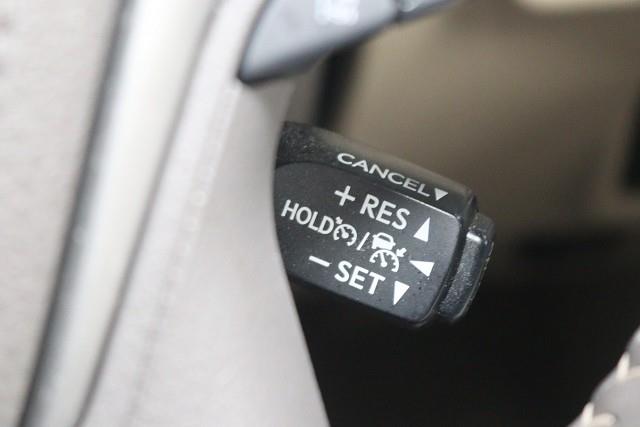 CANCEL
+ RES
HOLD /
− SET